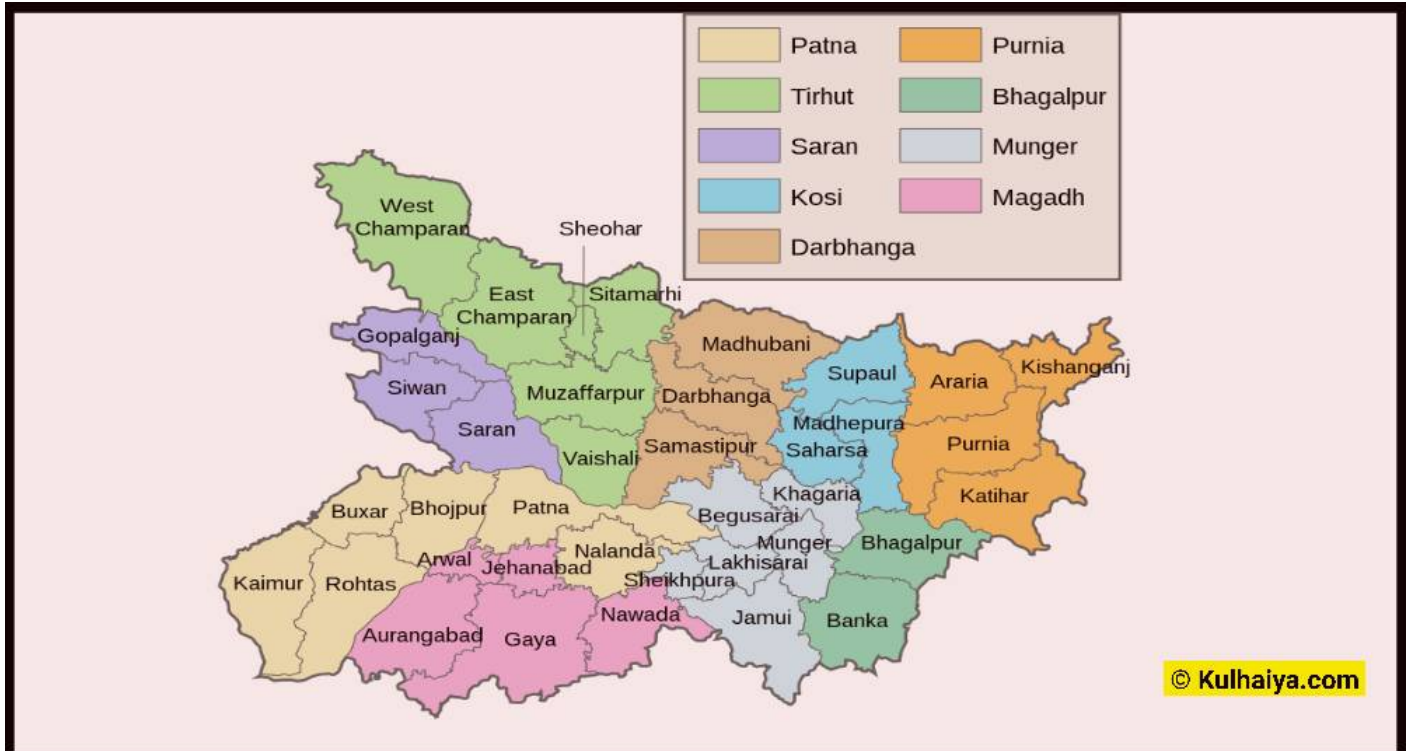 Patna
Purnia
Tirhut
Bhagalpur
Saran
Munger
Kosi
Magadh
Darbhanga
West
Champaran
Sheohar
East
Champaran
Sitamarhi
Gopalganj
Madhubani
Siwan
Muzaffarpur
Darbhanga
Supaul
Araria
Kishanganj
Saran
Vaishali
Samastipur
Madhepura
Saharsa
Purnia
Katihar
Khagaria
Buxar
Bhojpur
Patna
Begusarai
Munger
Bhagalpur
Kaimur
Rohtas
Arwal
Jehanabad
Nalanda
Lakhisarai
Sheikhpura
Aurangabad
Gaya
Nawada
Jamui
Banka
© Kulhaiya.com